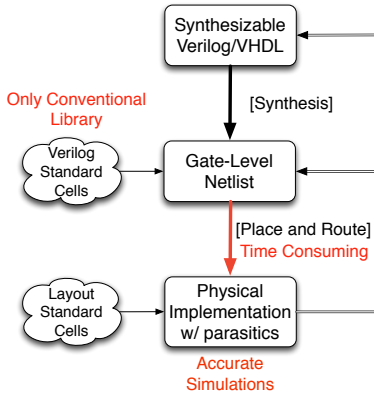 Synthesizable
Verilog/VHDL
[Synthesis]
Only Conventional
Library
Verilog
Standard
Cells
Gate-Level
Netlist
[Place and Route]
Time Consuming
Layout
Standard
Cells
Physical
Implementation
w/ parasitics
Accurate
Simulations